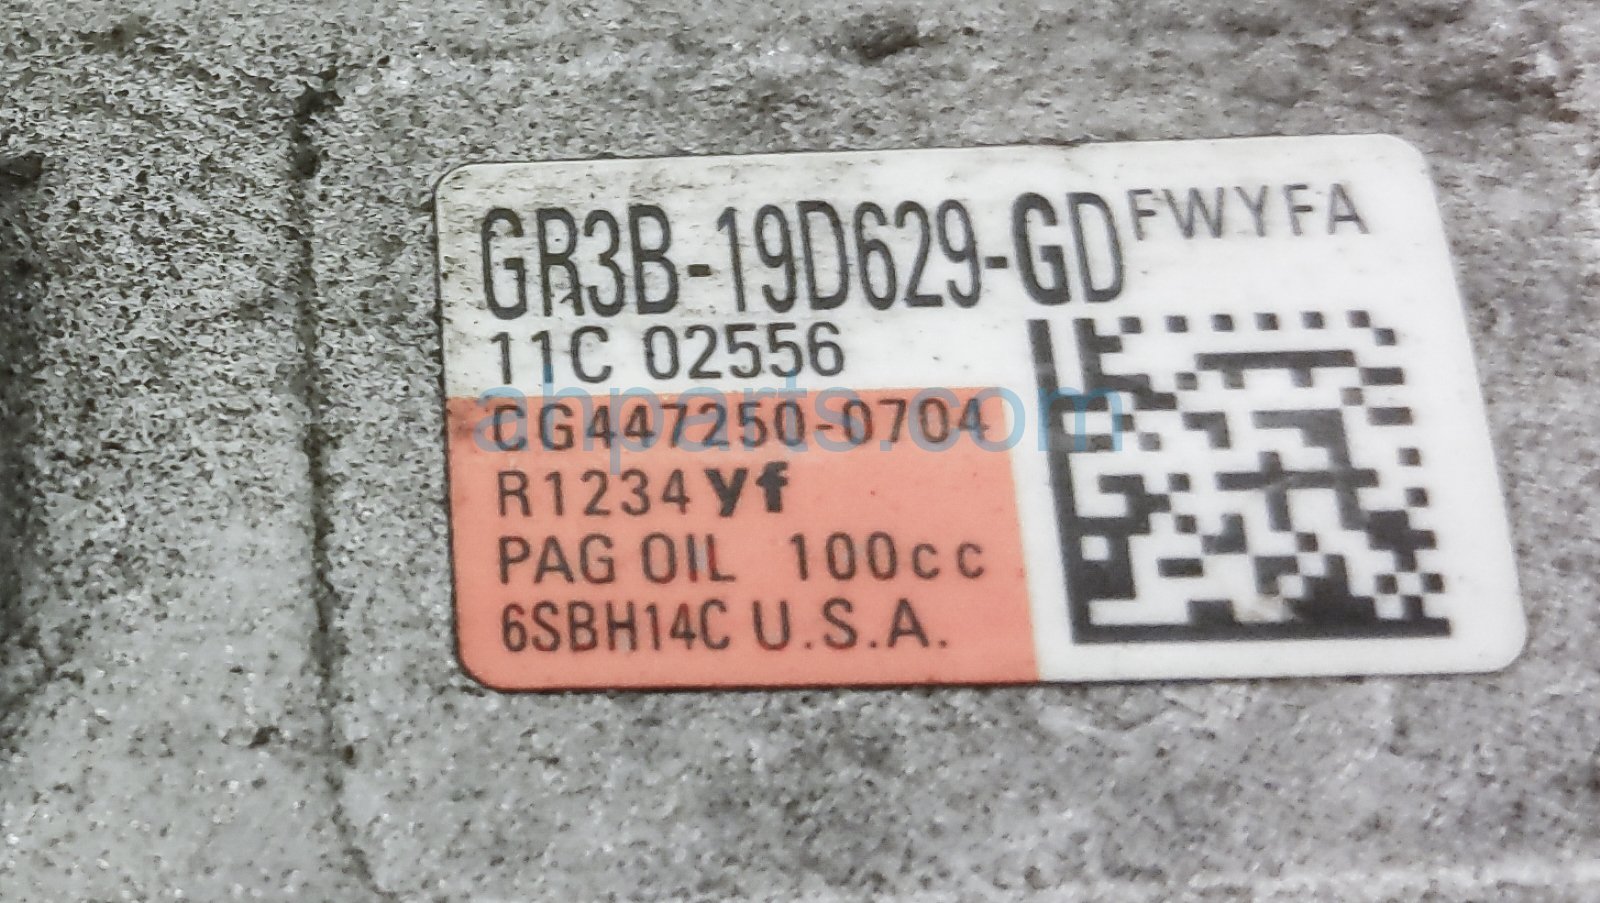 GR3B-19D629-GD FWYFA
11C 02556
CG447250-0704
ahparts.com
R1234yf
PAG OIL 100cc
6SBH14C U.S.A.